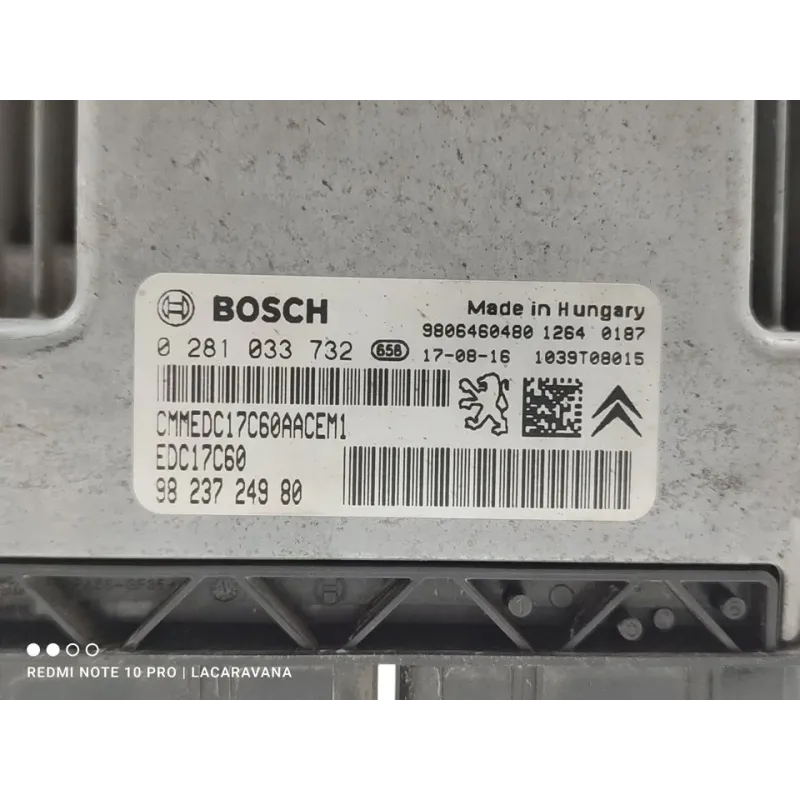 BOSCH
Made in Hungary
9806460480 1264 0187
0 281 033 732 658 17-08-16 1039T08015
CMMEDC17C60AACEM1
EDC17C60
98 237 249 80
REDMI NOTE 10 PRO | LACARAVANA